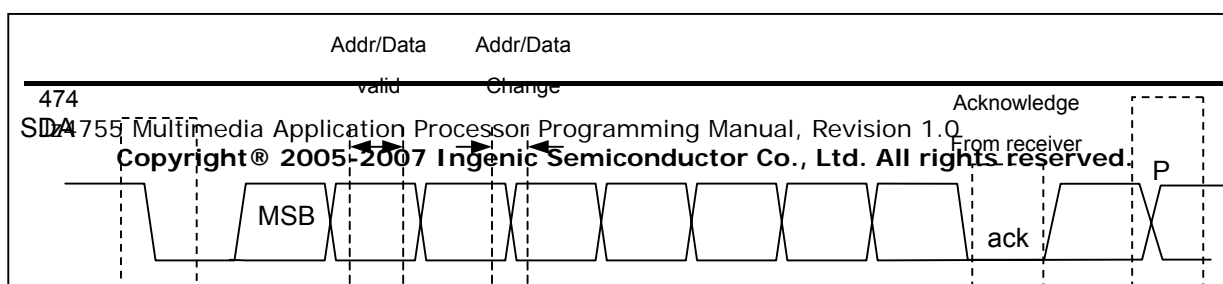 Addr/Data Addr/Data
valid Change
474 Acknowledge
SDA Jz4755 Multimedia Application Processor Programming Manual, Revision 1.0
From receiver
Copyright® 2005-2007 Ingenic Semiconductor Co., Ltd. All rights reserved.
P
MSB
ack